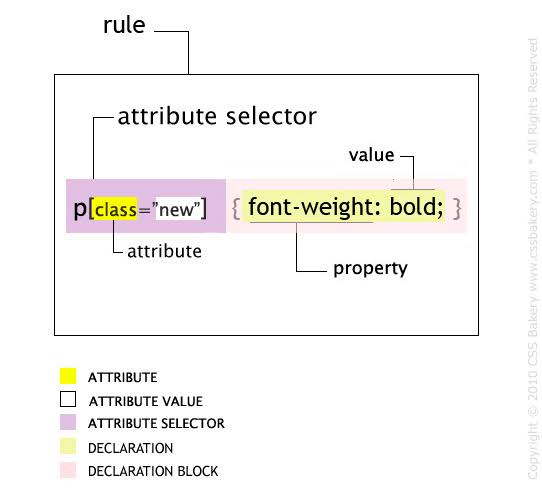 rule
attribute selector
value
p[class=”new”] { font-weight: bold; }
attribute
property
ATTRIBUTE
ATTRIBUTE VALUE
ATTRIBUTE SELECTOR
DECLARATION
DECLARATION BLOCK
Copyright © 2010 CSS Bakery www.cssbakery.com * All Rights Reserved